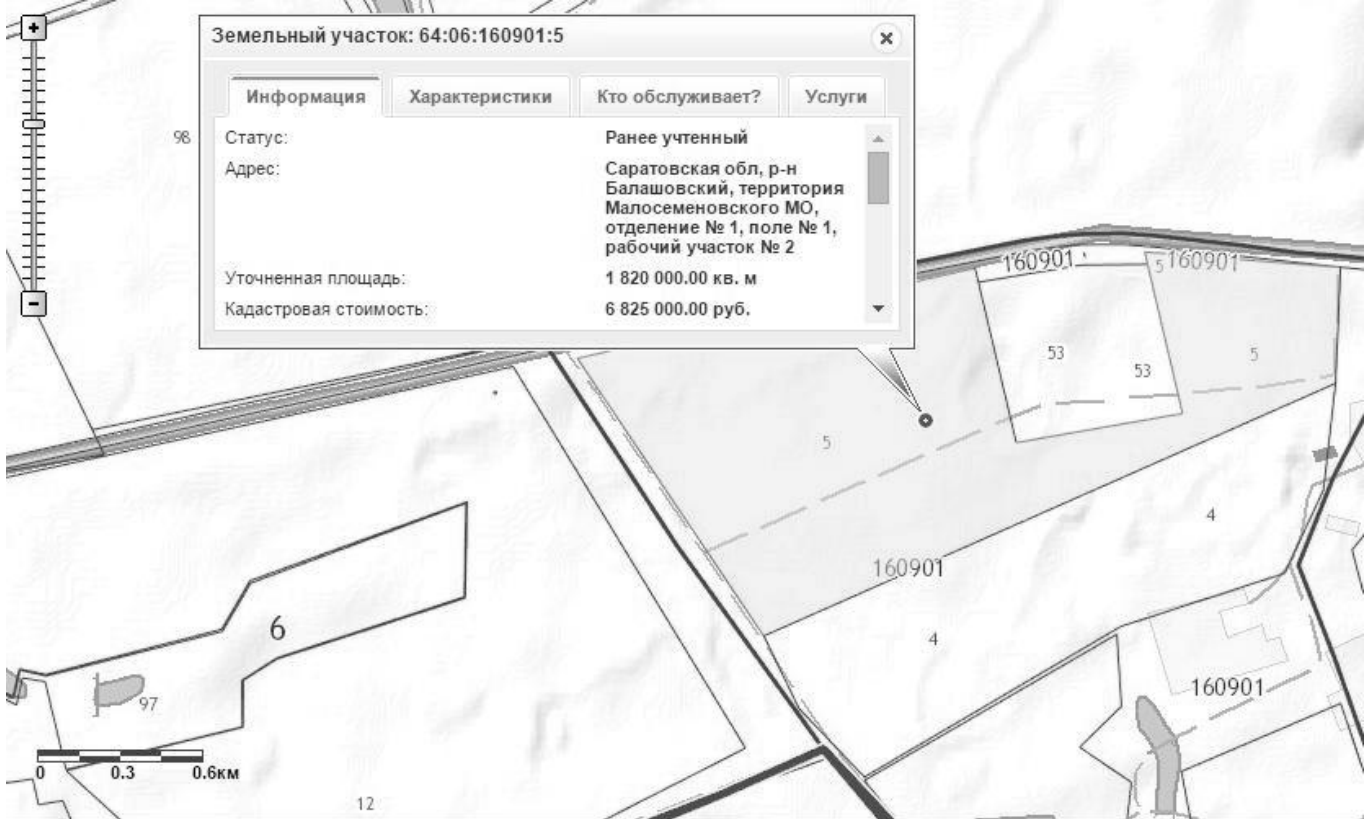 +
Земельный участок: 64:06:160901:5
Информация Характеристики Кто обслуживает? Услуги
98
Статус: Ранее учтенный
Адрес: Саратовская обл, р-н
Балашовский, территория
Малосеменовского МО,
отделение № 1, поле № 1,
рабочий участок № 2
Уточненная площадь: 1 820 000.00 кв. м
Кадастровая стоимость: 6 825 000.00 руб.
160901 5 160901
53 53 5
5
4
160901
6
4
160901
97
0 0.3 0.6км
12